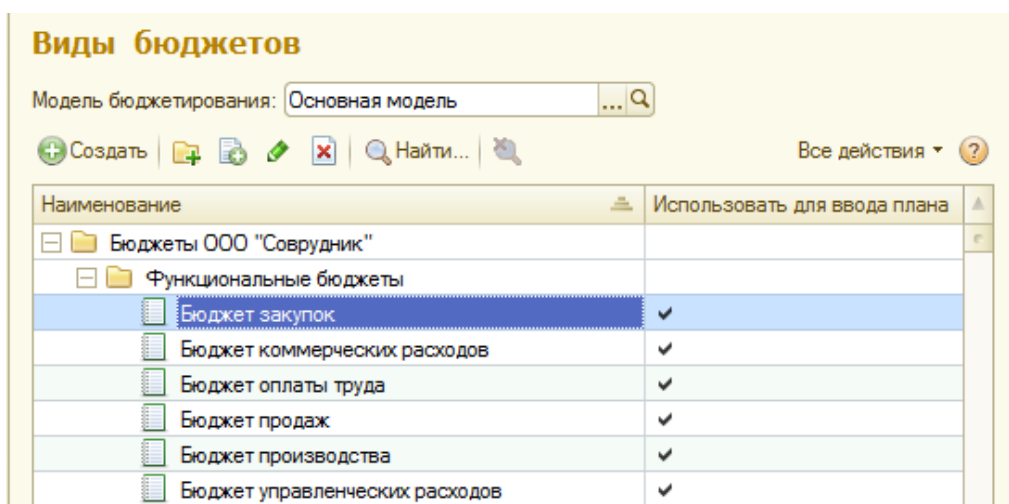 Виды бюджетов
Модель бюджетирования: Основная модель ...
Создать Найти... Все действия ?
Наименование Использовать для ввода плана
Бюджеты ООО "Соврудник"
Функциональные бюджеты
Бюджет закупок
Бюджет коммерческих расходов
Бюджет оплаты труда
Бюджет продаж
Бюджет производства
Бюджет управленческих расходов